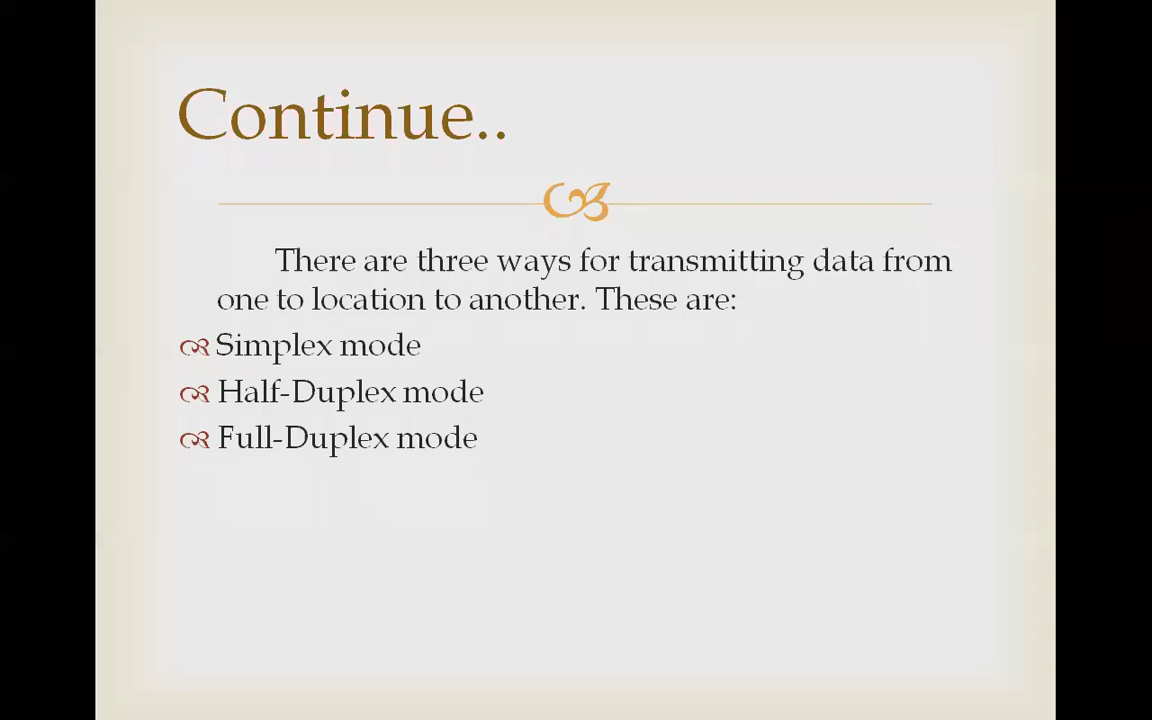 Continue..
There are three ways for transmitting data from
one to location to another. These are:
Simplex mode
Half-Duplex mode
Full-Duplex mode